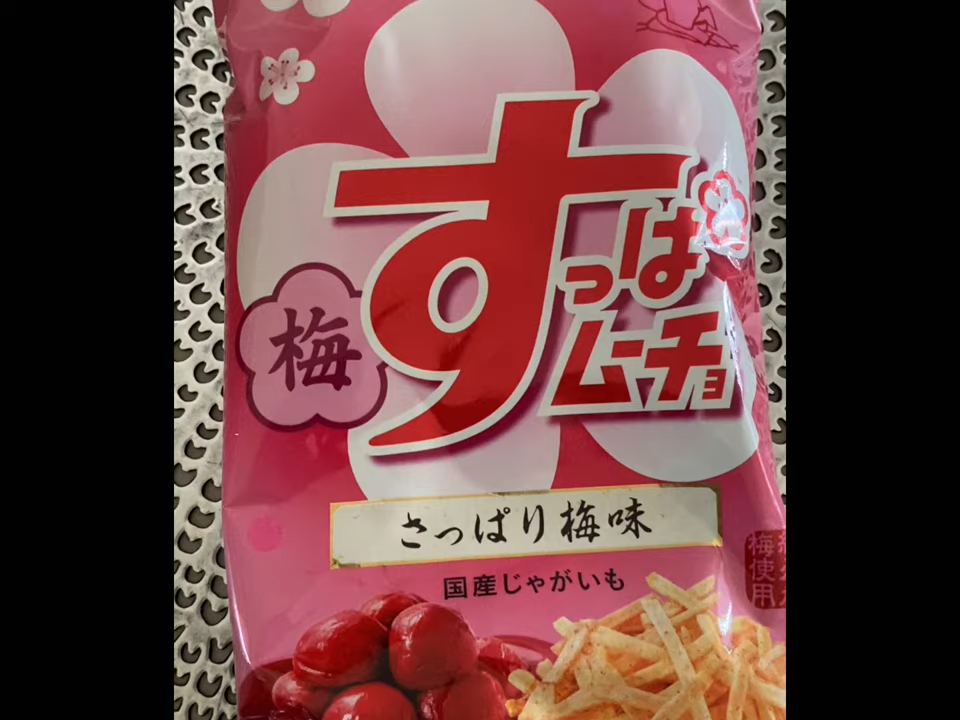 すっぱ
ムーチョ
梅
さっぱり梅味
国産じゃがいも
梅使用